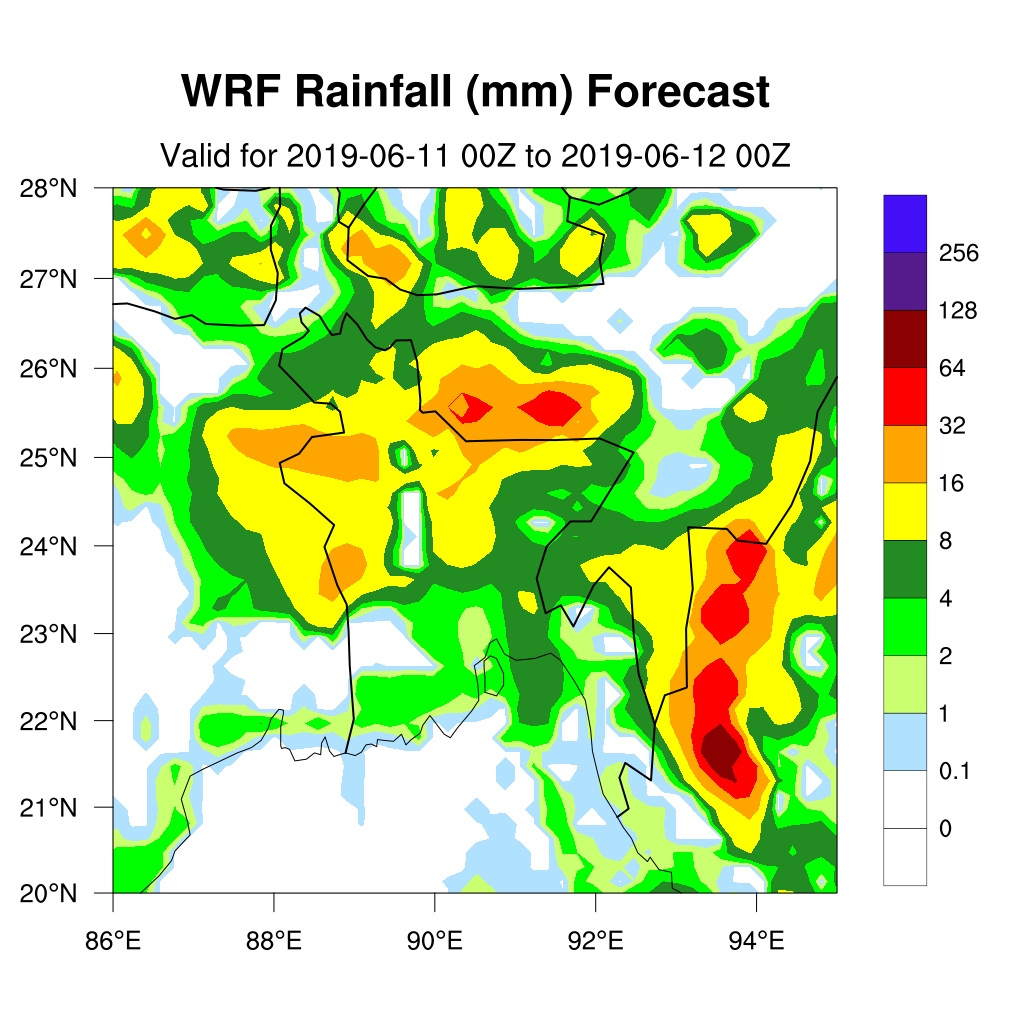 WRF Rainfall (mm) Forecast
Valid for 2019-06-11 00Z to 2019-06-12 00Z
28°N
27°N
26°N
25°N
24°N
23°N
22°N
21°N
20°N
86°E 88°E 90°E 92°E 94°E
256
128
64
32
16
8
4
2
1
0.1
0